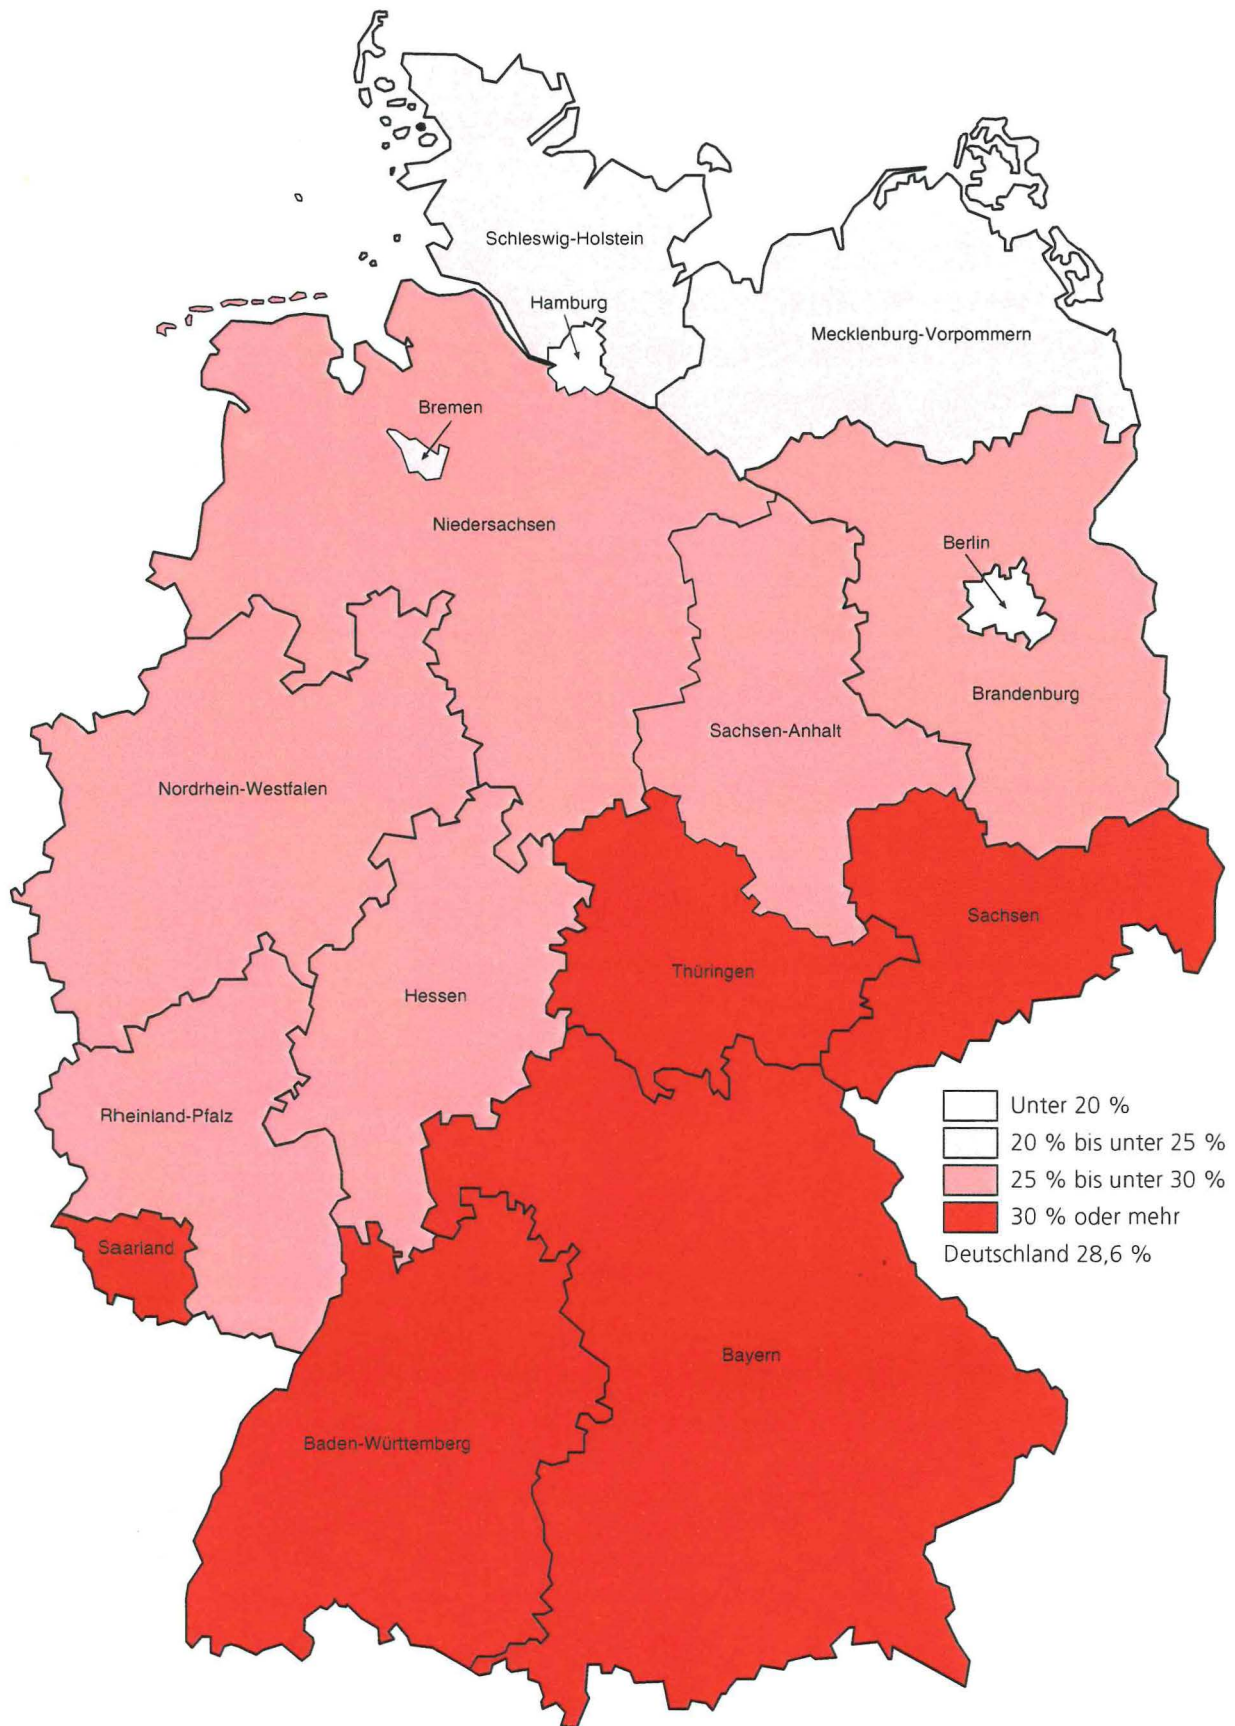 Schleswig-Holstein
Hamburg
Mecklenburg-Vorpommern
Bremen
Niedersachsen
Berlin
Brandenburg
Sachsen-Anhalt
Nordrhein-Westfalen
Sachsen
Thüringen
Hessen
Rheinland-Pfalz
Saarland
Bayern
Baden-Württemberg
Unter 20 %
20 % bis unter 25 %
25 % bis unter 30 %
30 % oder mehr
Deutschland 28,6 %